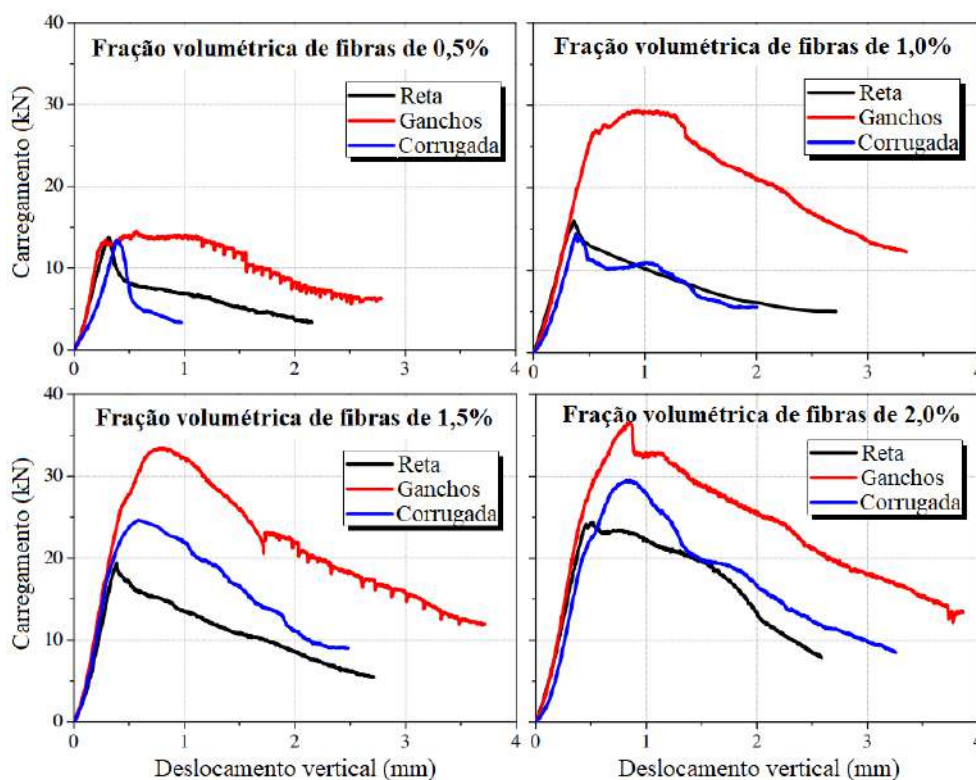 Fração volumétrica de fibras de 0,5%
Reta
Ganchos
Corrugada
Carregamento (kN)
40
30
20
10
0
0 1 2 3 4
Fração volumétrica de fibras de 1,0%
Reta
Ganchos
Corrugada
0 1 2 3 4
Fração volumétrica de fibras de 1,5%
Reta
Ganchos
Corrugada
Carregamento (kN)
40
30
20
10
0
0 1 2 3 4
Deslocamento vertical (mm)
Fração volumétrica de fibras de 2,0%
Reta
Ganchos
Corrugada
0 1 2 3 4
Deslocamento vertical (mm)